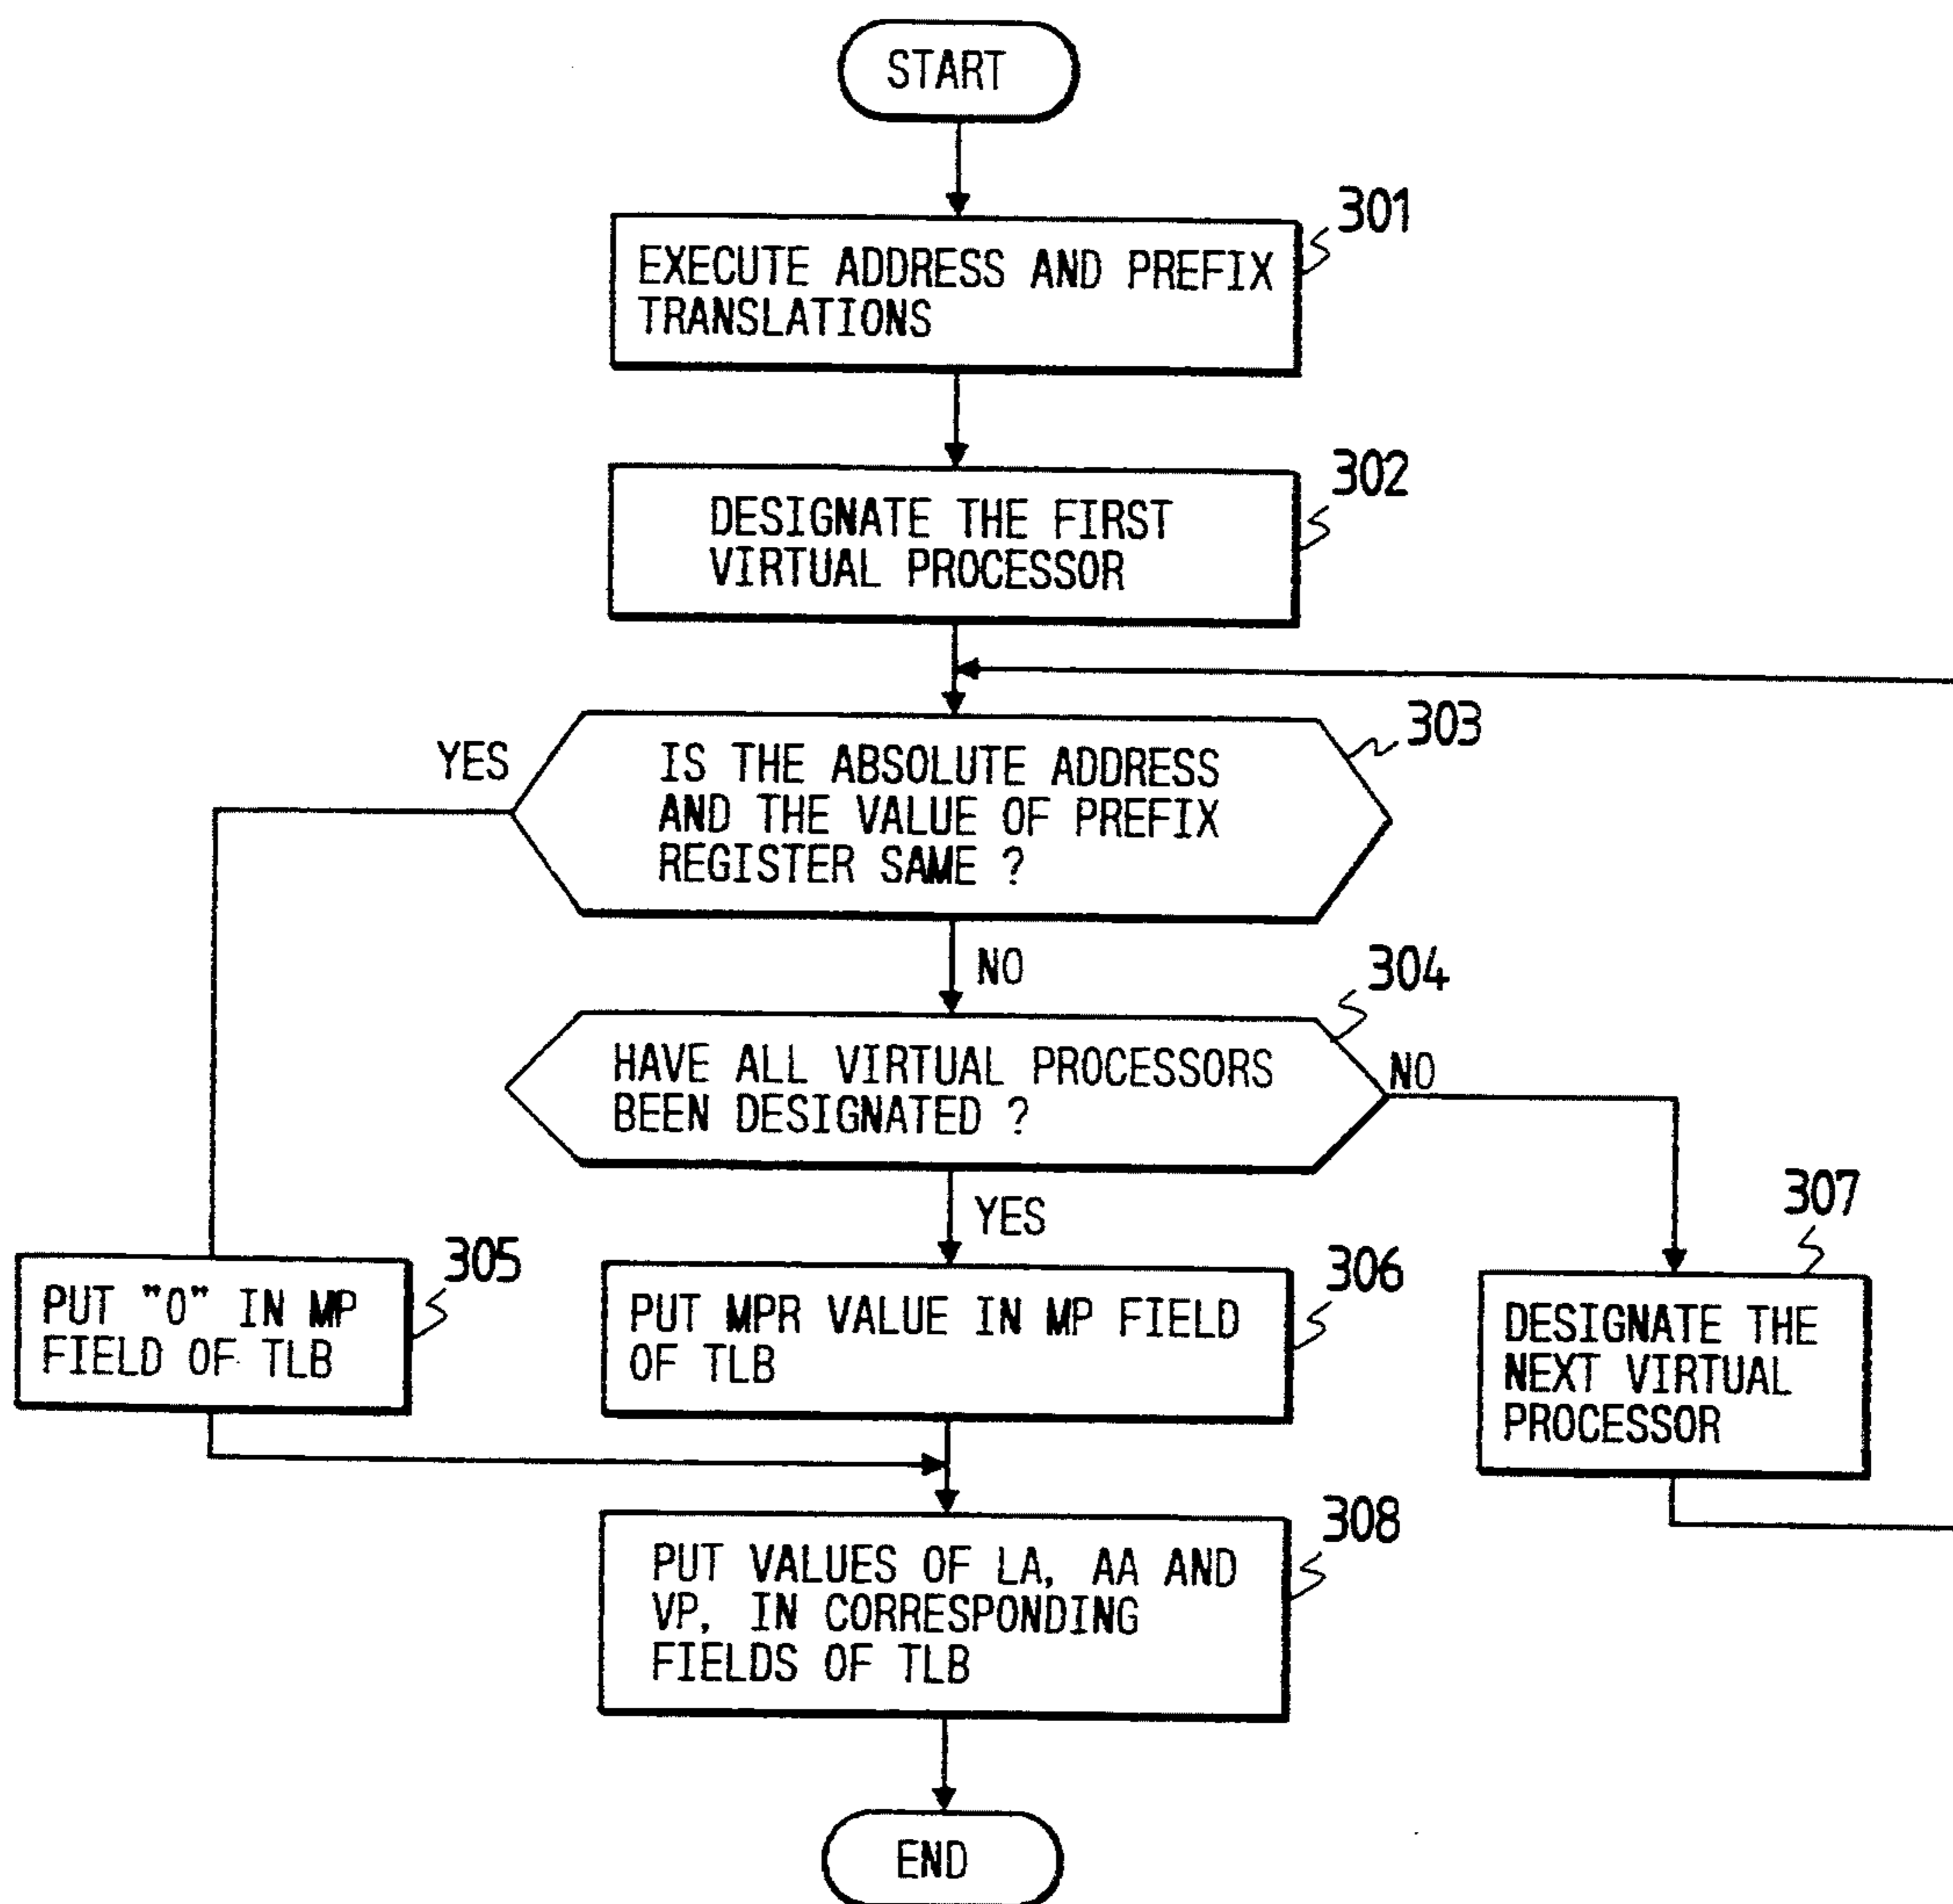 START
301
EXECUTE ADDRESS AND PREFIX
TRANSLATIONS
302
DESIGNATE THE FIRST
VIRTUAL PROCESSOR
303
YES
IS THE ABSOLUTE ADDRESS
AND THE VALUE OF PREFIX
REGISTER SAME ?
NO
304
HAVE ALL VIRTUAL PROCESSORS
BEEN DESIGNATED ?
NO
YES
307
305
PUT "0" IN MP
FIELD OF TLB
306
PUT MPR VALUE IN MP FIELD
OF TLB
DESIGNATE THE
NEXT VIRTUAL
PROCESSOR
308
PUT VALUES OF LA, AA AND
VP, IN CORRESPONDING
FIELDS OF TLB
END